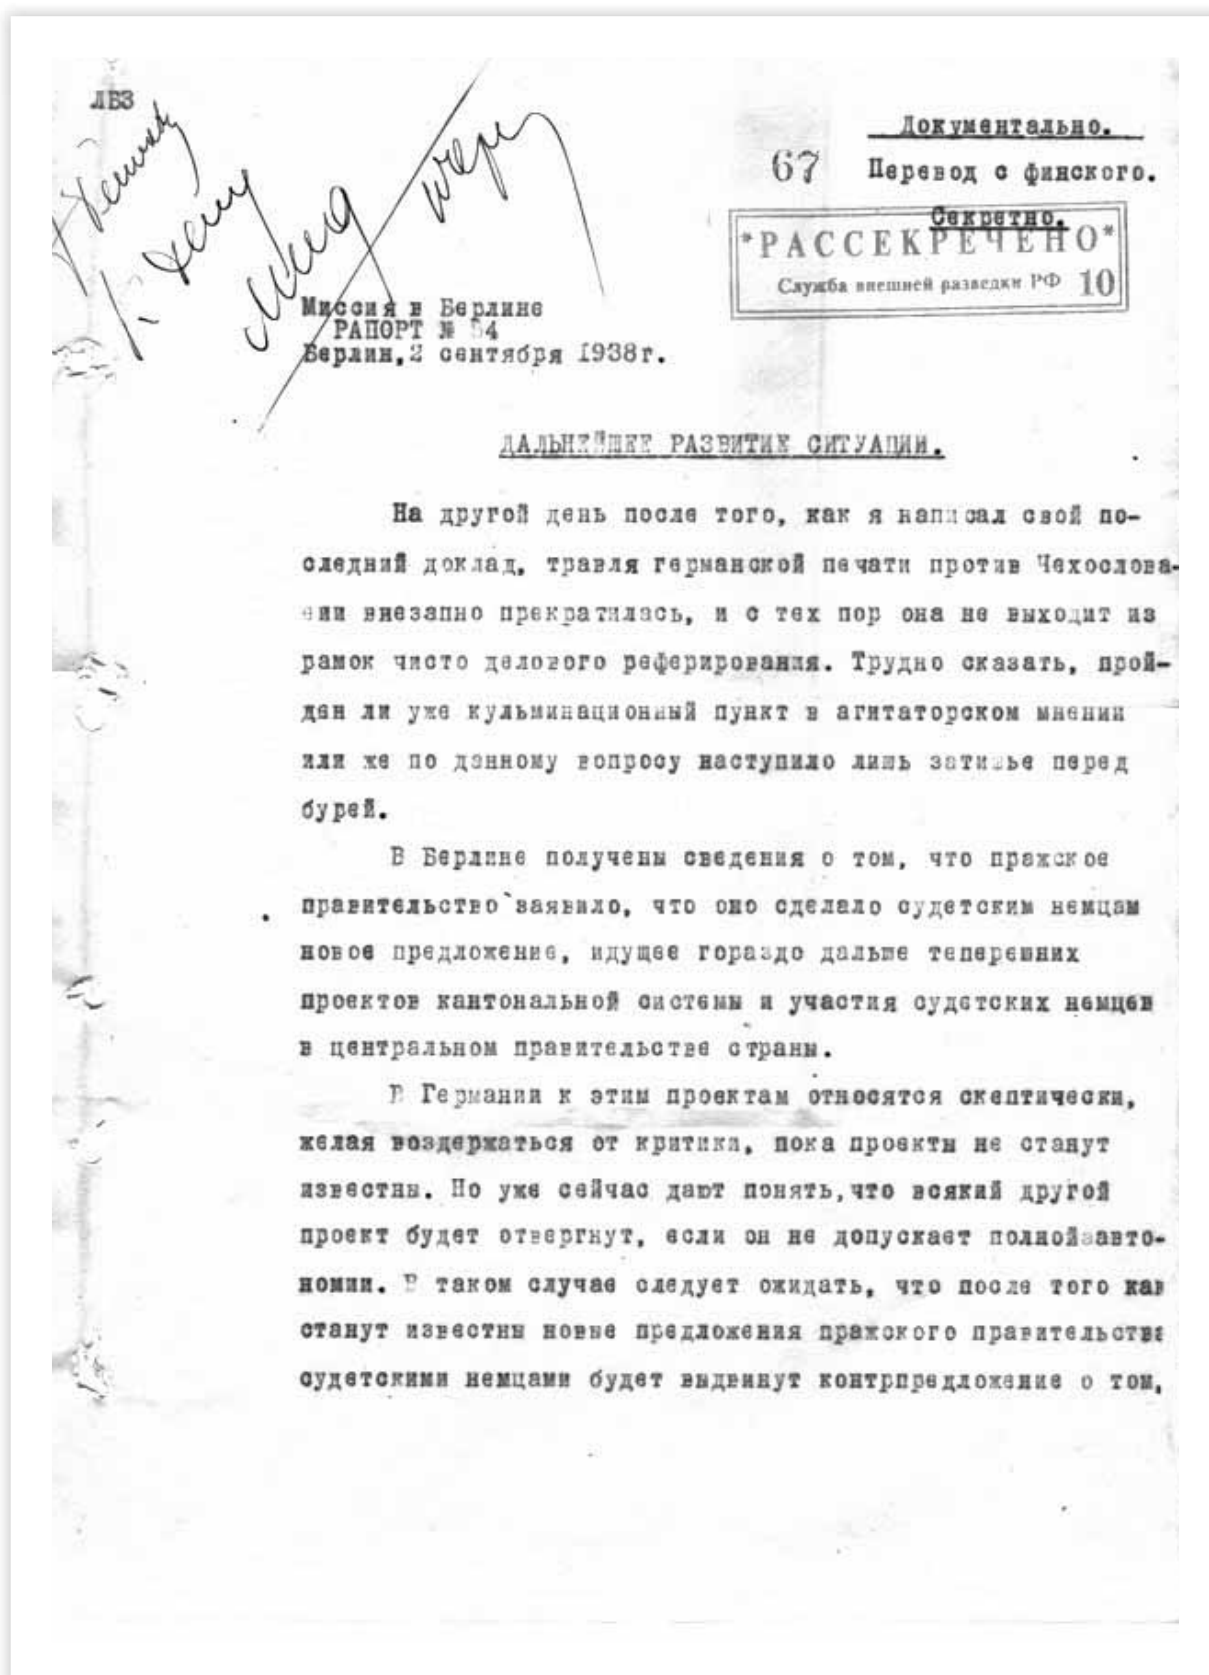 ЛБЗ
Документально.
67
Перевод с финского.
Секретно.
*РАССЕКРЕЧЕНО*
Служба внешней разведки РФ 10
Миссия в Берлине
РАПОРТ № 4
Берлин, 2 сентября 1938г.
ДАЛЬНЕЙШЕЕ РАЗВИТИЕ СИТУАЦИИ.
На другой день после того, как я написал свой по-
следний доклад, травля германской печати против Чехослова-
кии внезапно прекратилась, и с тех пор она не выходит из
рамок чисто делового реферирования. Трудно сказать, прой-
ден ли уже кульминационный пункт в агитаторском мнении
или же по данному вопросу наступило лишь затишье перед
бурей.
В Берлине получены сведения о том, что пражское
правительство заявило, что оно сделало судетским немцам
новое предложение, идущее гораздо дальше теперешних
проектов кантональной системы и участия судетских немцев
в центральном правительстве страны.
В Германии к этим проектам относятся скептически,
желая воздержаться от критики, пока проекты не станут
известны. Но уже сейчас дают понять, что всякий другой
проект будет отвергнут, если он не допускает полной авто-
номии. В таком случае следует ожидать, что после того как
станут известны новые предложения пражского правительства
судетскими немцами будет выдвинут контрпредложение о том,